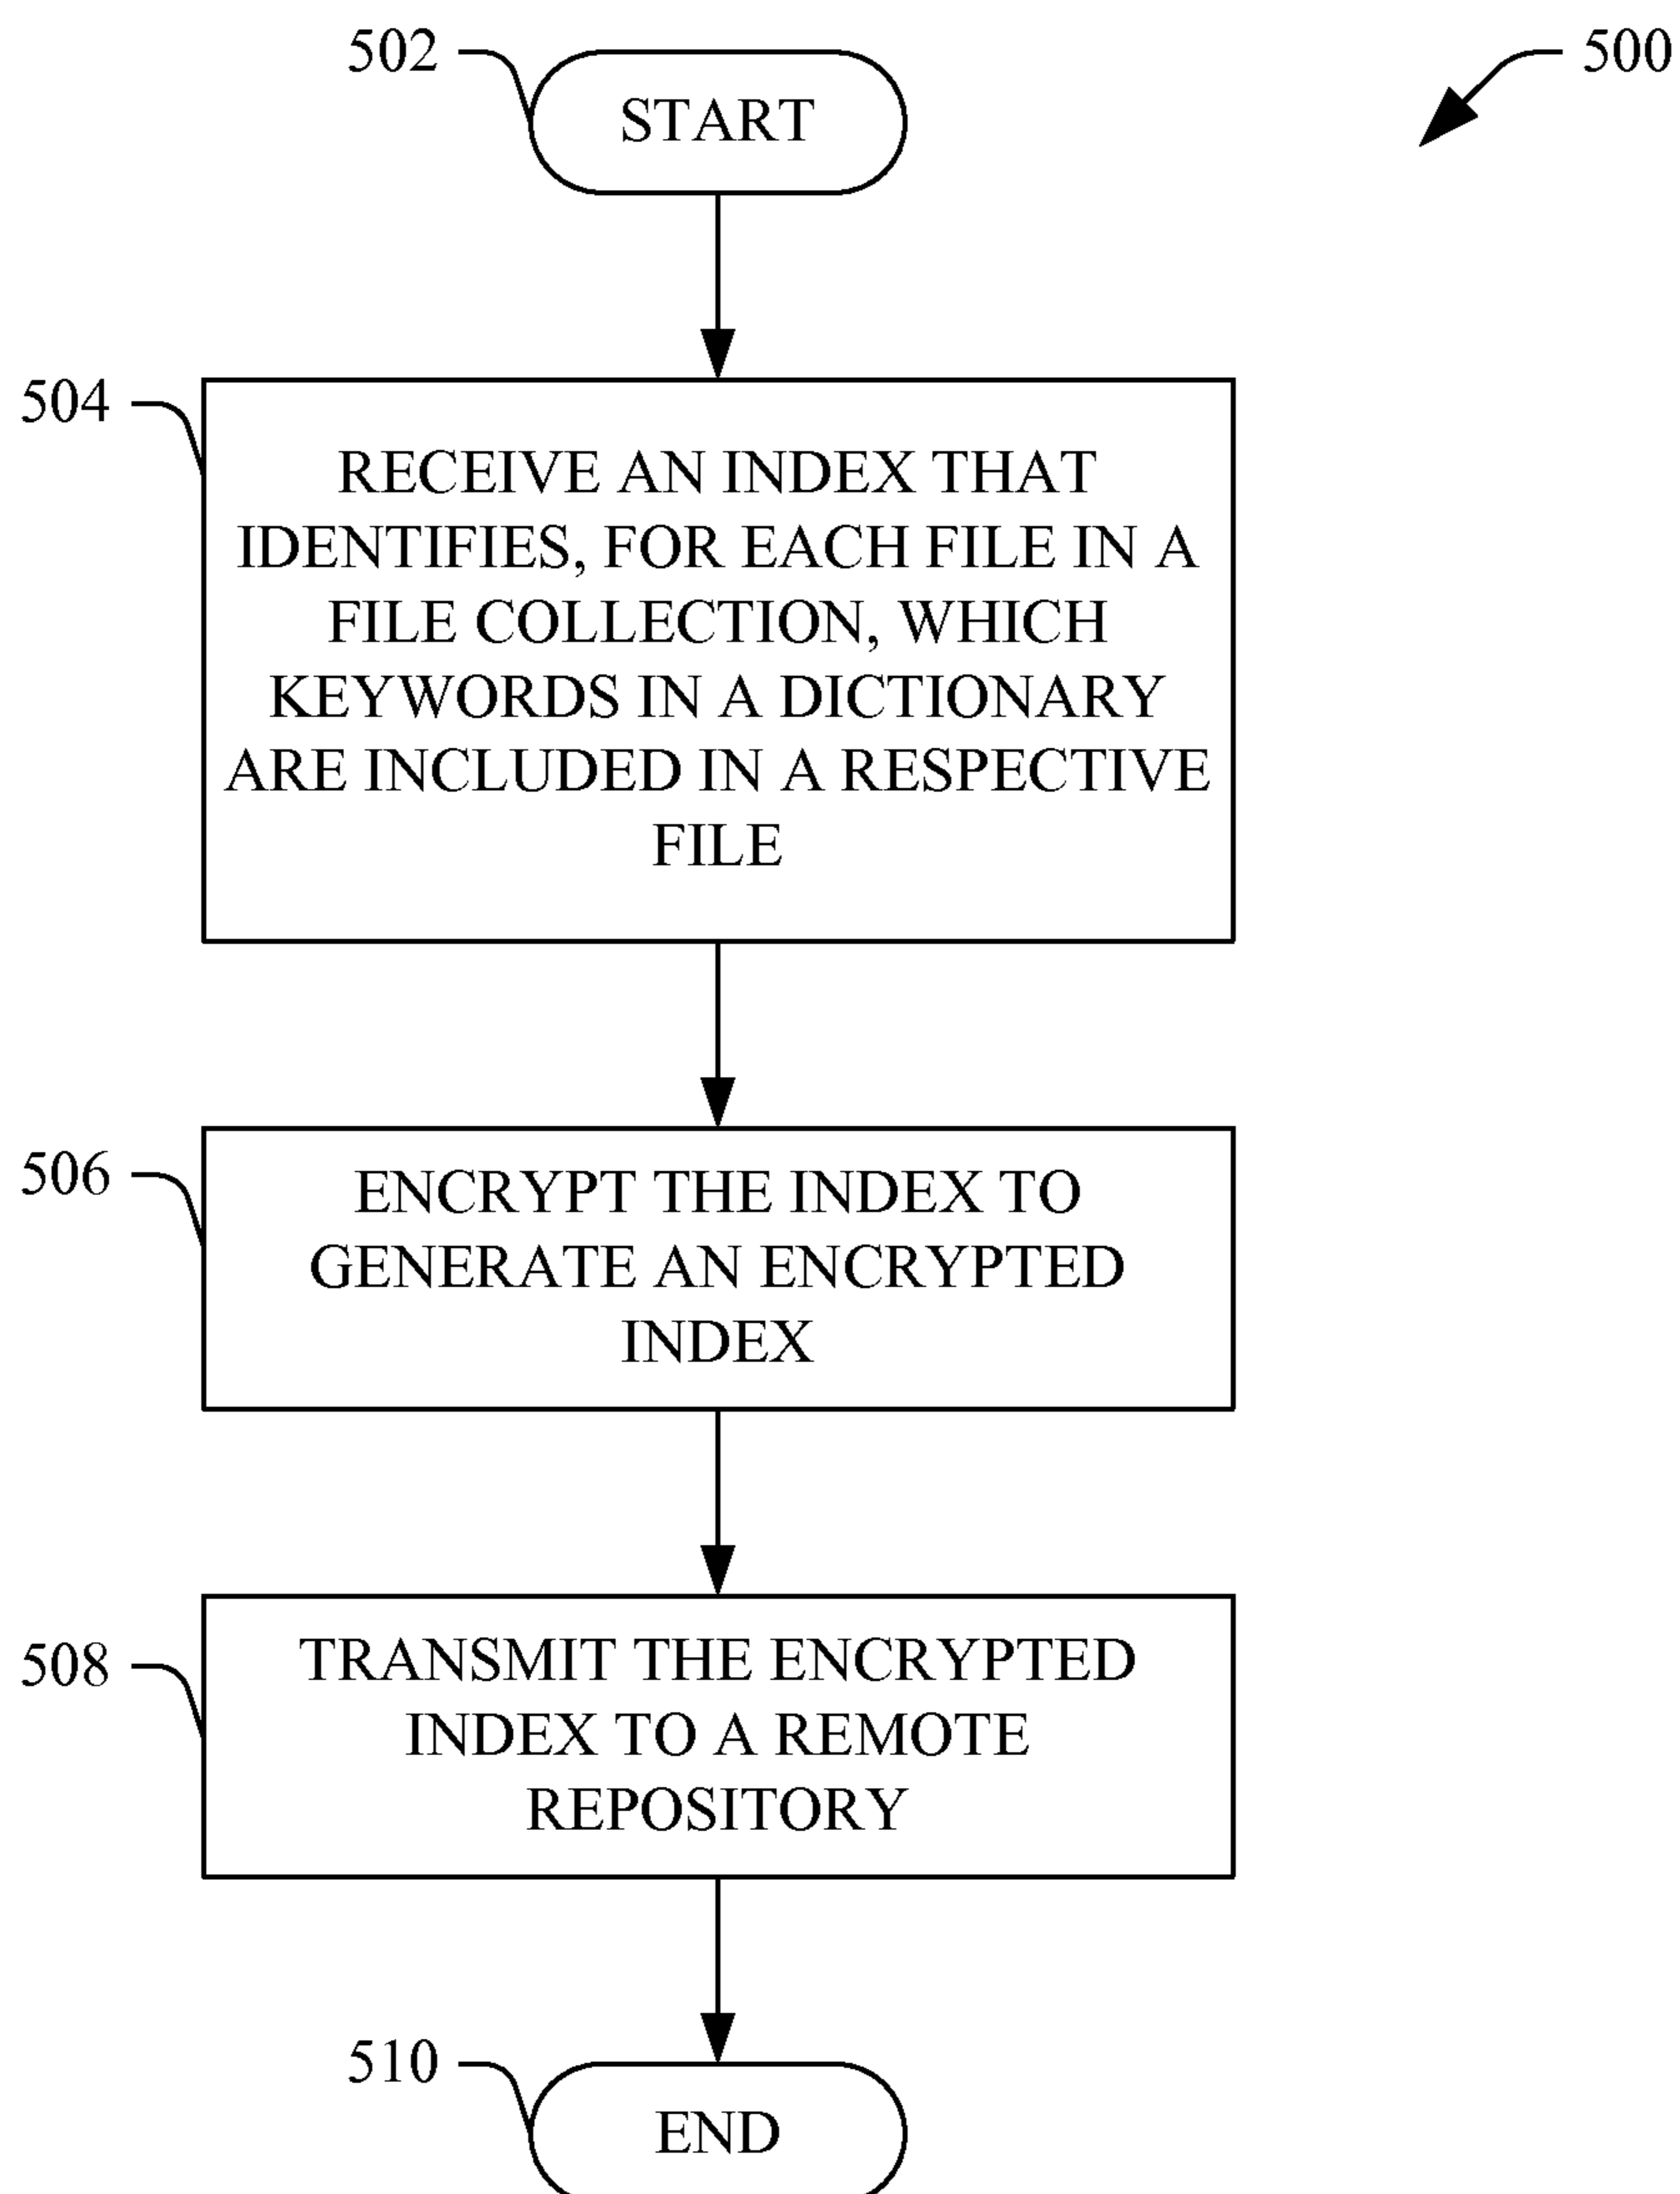 502
START
500
504
RECEIVE AN INDEX THAT
IDENTIFIES, FOR EACH FILE IN A
FILE COLLECTION, WHICH
KEYWORDS IN A DICTIONARY
ARE INCLUDED IN A RESPECTIVE
FILE
506
ENCRYPT THE INDEX TO
GENERATE AN ENCRYPTED
INDEX
508
TRANSMIT THE ENCRYPTED
INDEX TO A REMOTE
REPOSITORY
510
END